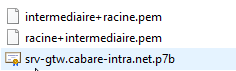 intermediaire+racine.pem
racine+intermediaire.pem
srv-gtw.cabare-intra.net.p7b